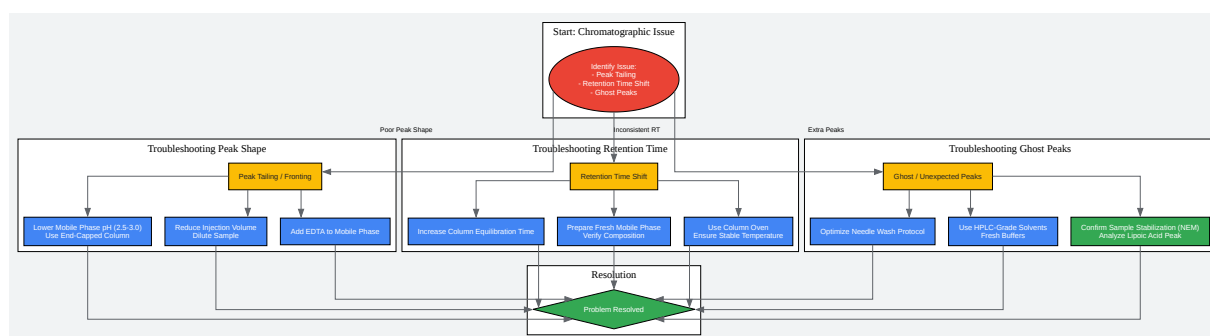 Start: Chromatographic Issue
Identify Issue:
- Peak Tailing
- Retention Time Shift
- Ghost Peaks
Poor Peak Shape
Inconsistent RT
Extra Peaks
Troubleshooting Peak Shape
Troubleshooting Retention Time
Troubleshooting Ghost Peaks
Peak Tailing / Fronting
Retention Time Shift
Ghost / Unexpected Peaks
Lower Mobile Phase pH (2.5-3.0)
Use End-Capped Column
Reduce Injection Volume
Dilute Sample
Add EDTA to Mobile Phase
Increase Column Equilibration Time
Prepare Fresh Mobile Phase
Verify Composition
Use Column Oven
Ensure Stable Temperature
Optimize Needle Wash Protocol
Use HPLC-Grade Solvents
Fresh Buffers
Confirm Sample Stabilization (NEM)
Analyze Lipoic Acid Peak
Resolution
Problem Resolved